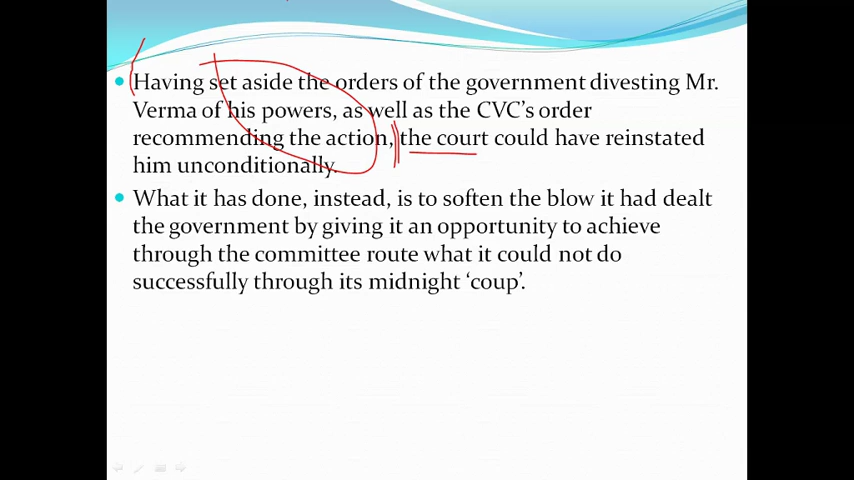 Having set aside the orders of the government divesting Mr.
Verma of his powers, as well as the CVC's order
recommending the action, the court could have reinstated
him unconditionally.
What it has done, instead, is to soften the blow it had dealt
the government by giving it an opportunity to achieve
through the committee route what it could not do
successfully through its midnight ‘coup’.